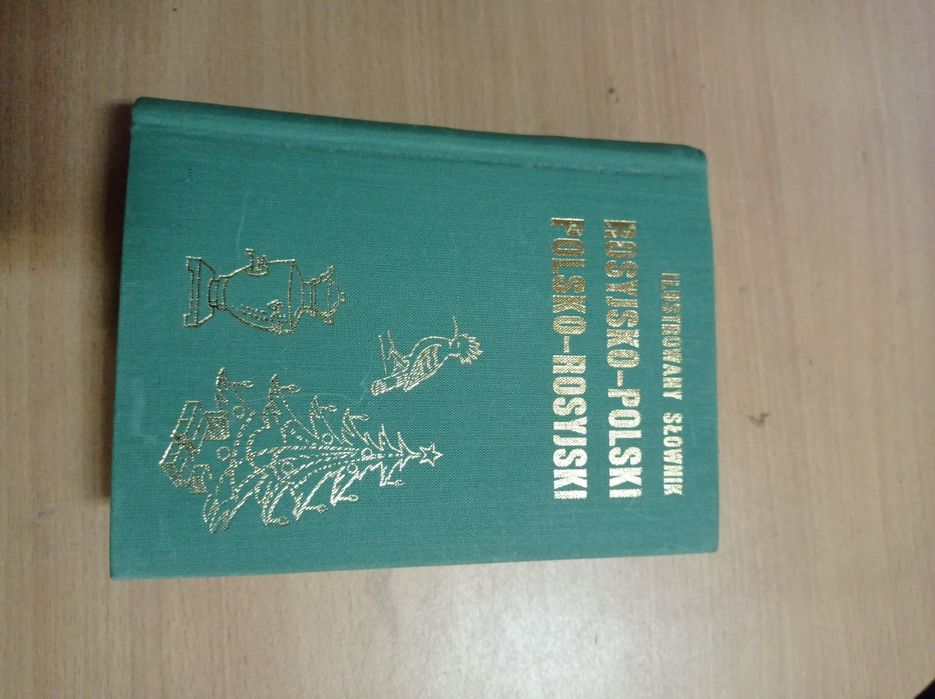 ILUSTROWANY SŁOWNIK
ROSYJSKO–POLSKI
POLSKO–ROSYJSKI